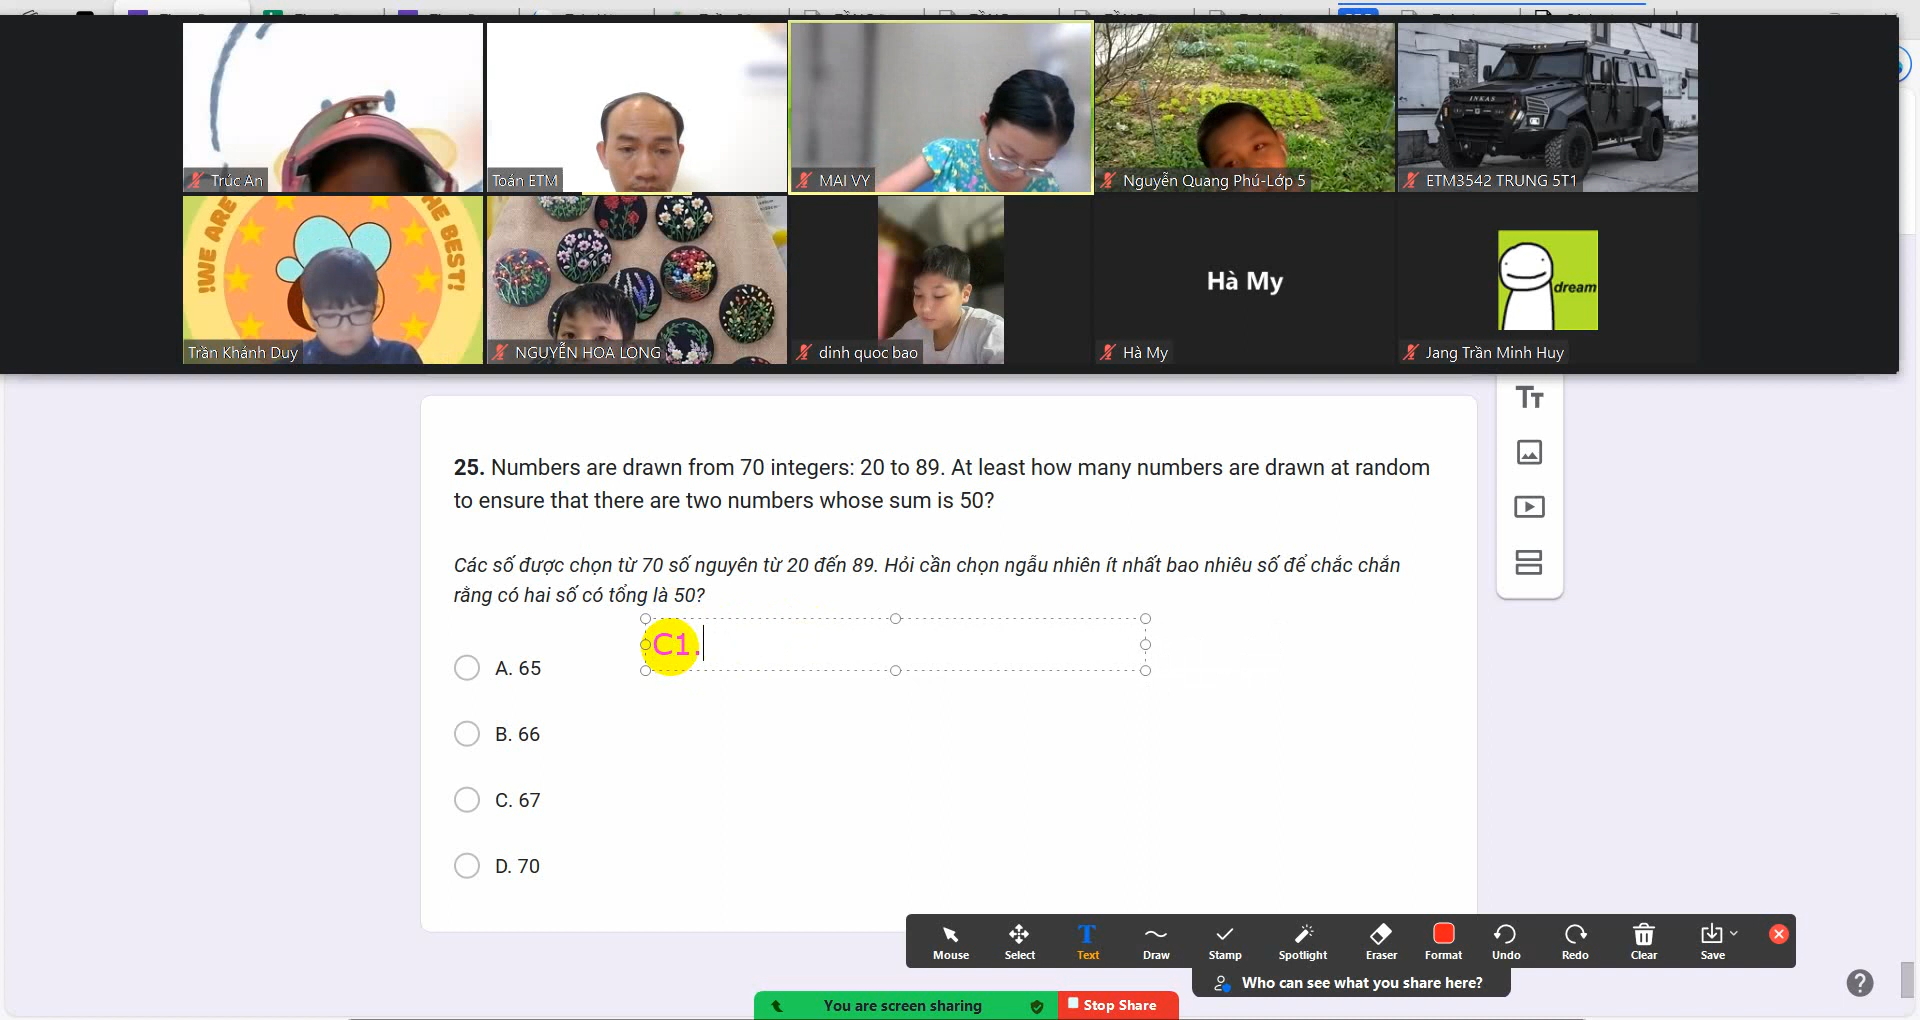 Trúc An
Toán ETM
MAI VY
Nguyễn Quang Phú-Lớp 5
INKAS
ETM3542 TRUNG 5T1
!WE ARE
HE BEST!
Trần Khánh Duy
NGUYỄN HOA LONG
dinh quoc bao
Hà My
Hà My
dream
Jang Trần Minh Huy
Tт
25. Numbers are drawn from 70 integers: 20 to 89. At least how many numbers are drawn at random
to ensure that there are two numbers whose sum is 50?
Các số được chọn từ 70 số nguyên từ 20 đến 89. Hỏi cần chọn ngẫu nhiên ít nhất bao nhiêu số để chắc chắn
rằng có hai số có tổng là 50?
C1.
A. 65
B. 66
C. 67
D. 70
Mouse
Select
T
Text
Draw
Stamp
Spotlight
Eraser
Format
Undo
Redo
Clear
Save
Who can see what you share here?
You are screen sharing
Stop Share